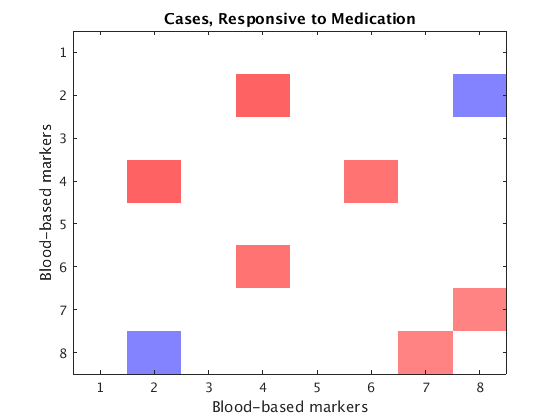 Cases, Responsive to Medication
Blood-based markers
1
2
3
4
5
6
7
8
1 2 3 4 5 6 7 8
Blood-based markers